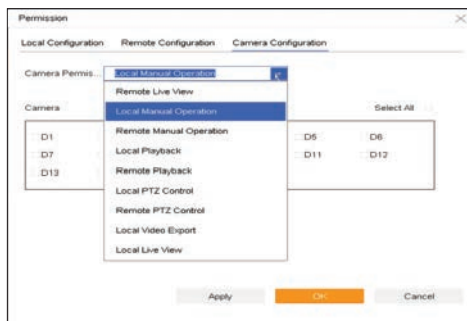 Permission
Local Configuration Remote Configuration Camera Configuration
Camera Permis... Local Manual Operation
Remote Live View
Camera Local Manual Operation Select All
D1 Remote Manual Operation D5 D6
D7 Local Playback D11 D12
D13 Remote Playback
Local PTZ Control
Remote PTZ Control
Local Video Export
Local Live View
Apply OK Cancel